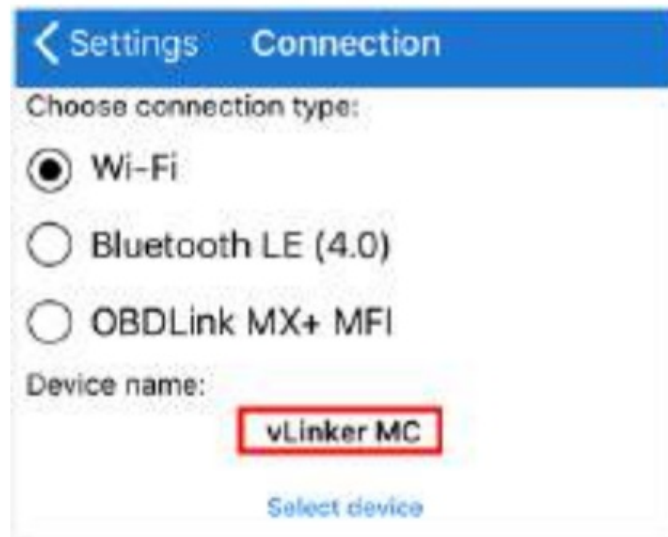 Settings Connection
Choose connection type:
Wi-Fi
Bluetooth LE (4.0)
OBDLink MX+ MFI
Device name:
vLinker MC
Select device